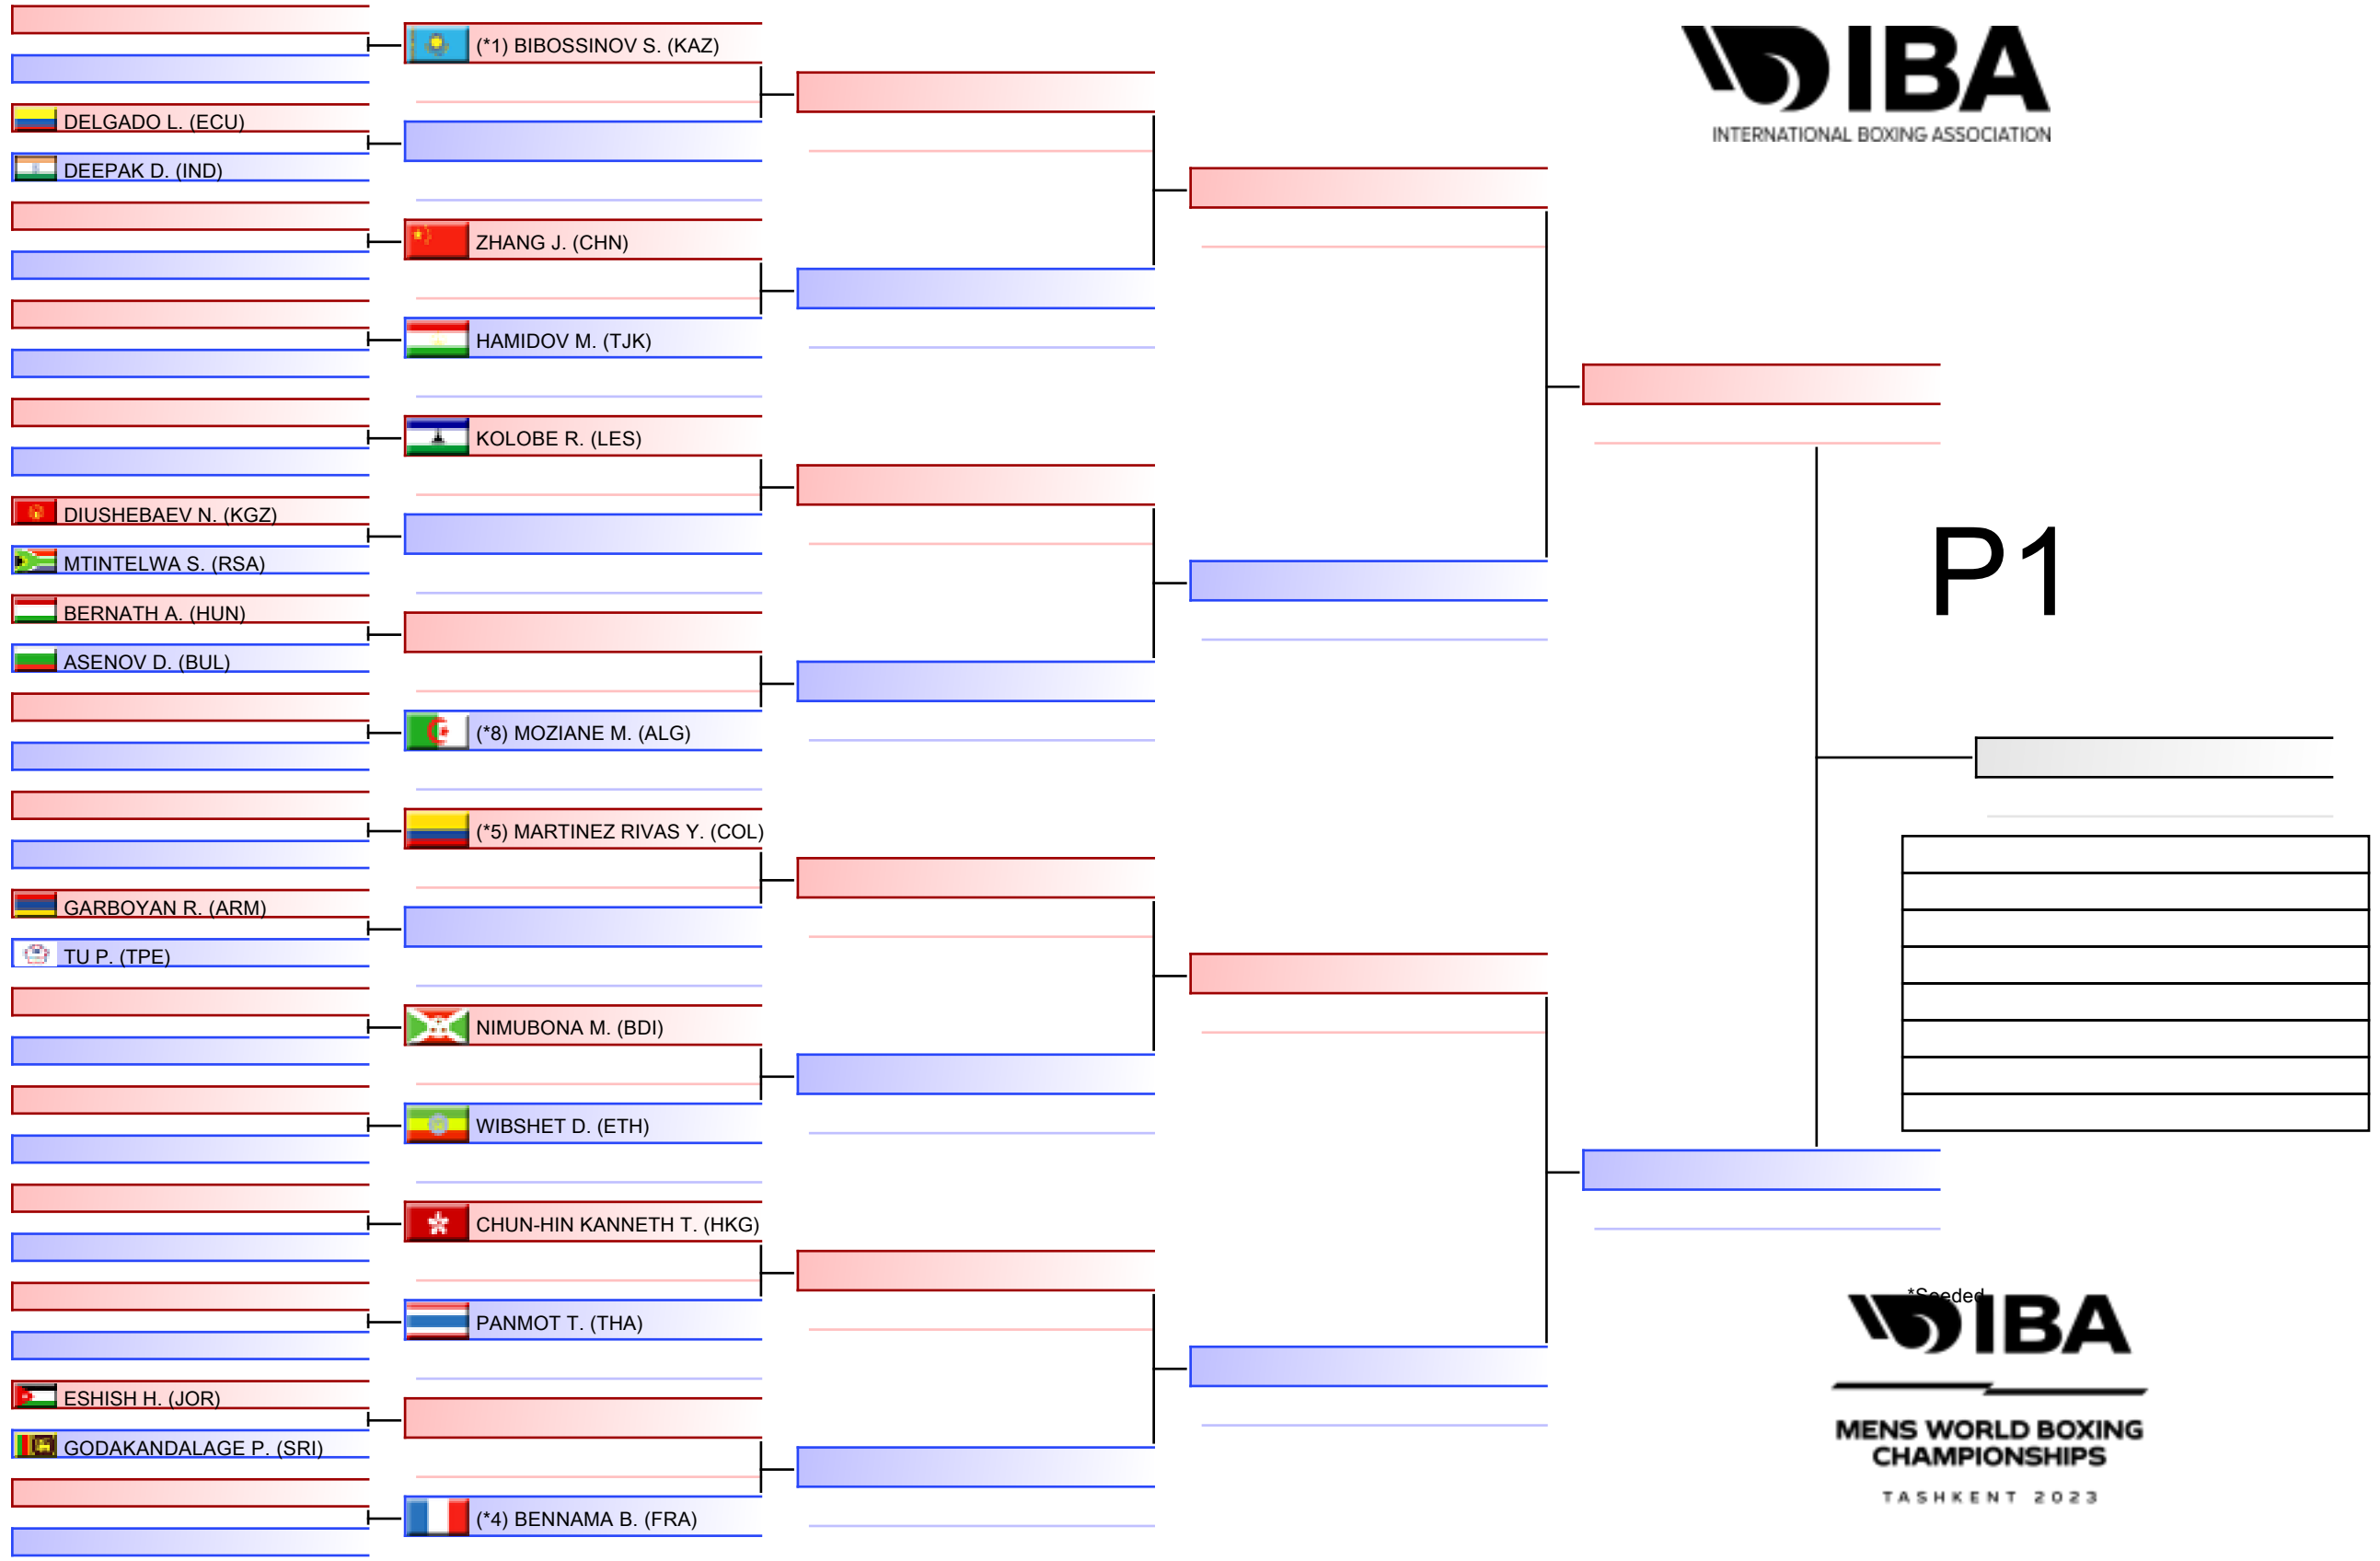 IBA
INTERNATIONAL BOXING ASSOCIATION
(*1) BIBOSSINOV S. (KAZ)
DELGADO L. (ECU)
DEEPAK D. (IND)
ZHANG J. (CHN)
HAMIDOV M. (TJK)
KOLOBE R. (LES)
DIUSHEBAEV N. (KGZ)
MTINTELWA S. (RSA)
P1
BERNATH A. (HUN)
ASENOV D. (BUL)
(*8) MOZIANE M. (ALG)
(*5) MARTINEZ RIVAS Y. (COL)
GARBOYAN R. (ARM)
TU P. (TPE)
NIMUBONA M. (BDI)
WIBSHET D. (ETH)
CHUN-HIN KANNETH T. (HKG)
PANMOT T. (THA)
ESHISH H. (JOR)
GODAKANDALAGE P. (SRI)
(*4) BENNAMA B. (FRA)
*Seeded
IBA
MENS WORLD BOXING
CHAMPIONSHIPS
TASHKENT 2023